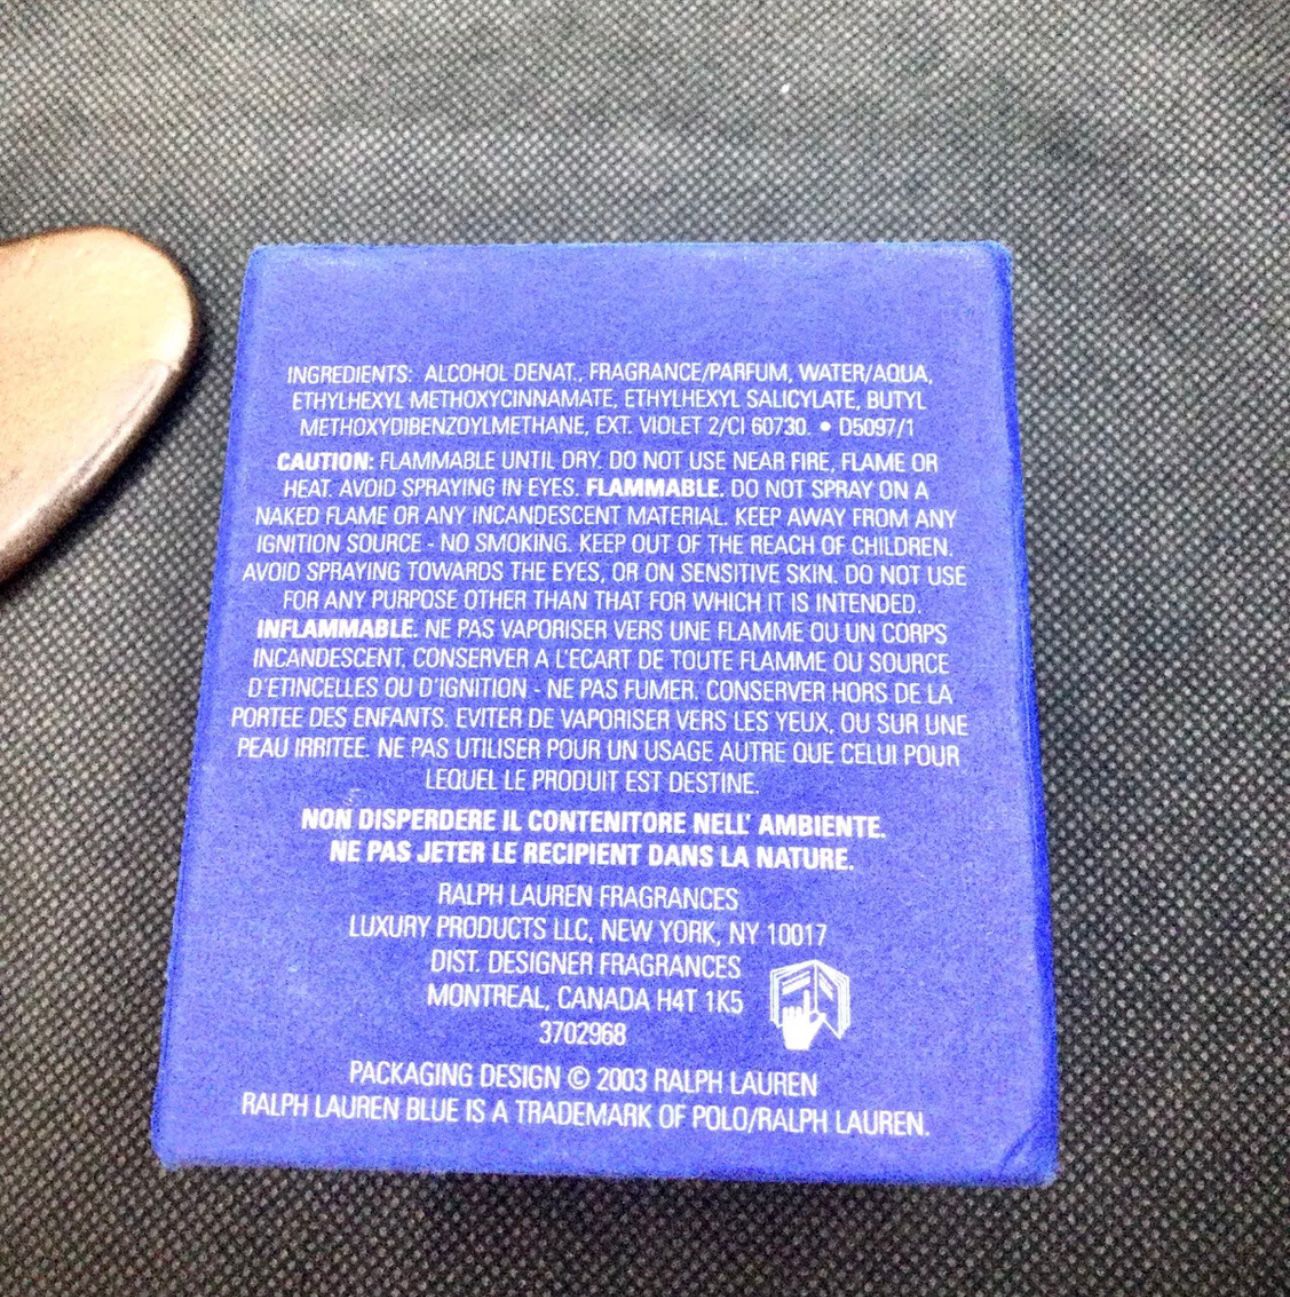 INGREDIENTS: ALCOHOL DENAT., FRAGRANCE/PARFUM, WATER/AQUA,
ETHYLHEXYL METHOXYCINNAMATE, ETHYLHEXYL SALICYLATE, BUTYL
METHOXYDIBENZOYLMETHANE, EXT. VIOLET 2/CI 60730. • D5097/1
CAUTION: FLAMMABLE UNTIL DRY. DO NOT USE NEAR FIRE, FLAME OR
HEAT. AVOID SPRAYING IN EYES. FLAMMABLE. DO NOT SPRAY ON A
NAKED FLAME OR ANY INCANDESCENT MATERIAL. KEEP AWAY FROM ANY
IGNITION SOURCE - NO SMOKING. KEEP OUT OF THE REACH OF CHILDREN.
AVOID SPRAYING TOWARDS THE EYES, OR ON SENSITIVE SKIN. DO NOT USE
FOR ANY PURPOSE OTHER THAN THAT FOR WHICH IT IS INTENDED.
INFLAMMABLE. NE PAS VAPORISER VERS UNE FLAMME OU UN CORPS
INCANDESCENT. CONSERVER A L'ECART DE TOUTE FLAMME OU SOURCE
D'ETINCELLES OU D'IGNITION - NE PAS FUMER. CONSERVER HORS DE LA
PORTEE DES ENFANTS. EVITER DE VAPORISER VERS LES YEUX, OU SUR UNE
PEAU IRRITEE. NE PAS UTILISER POUR UN USAGE AUTRE QUE CELUI POUR
LEQUEL LE PRODUIT EST DESTINE.
NON DISPERDERE IL CONTENITORE NELL' AMBIENTE.
NE PAS JETER LE RECIPIENT DANS LA NATURE.
RALPH LAUREN FRAGRANCES
LUXURY PRODUCTS LLC, NEW YORK, NY 10017
DIST. DESIGNER FRAGRANCES
MONTREAL, CANADA H4T 1K5
3702968
PACKAGING DESIGN © 2003 RALPH LAUREN
RALPH LAUREN BLUE IS A TRADEMARK OF POLO/RALPH LAUREN.